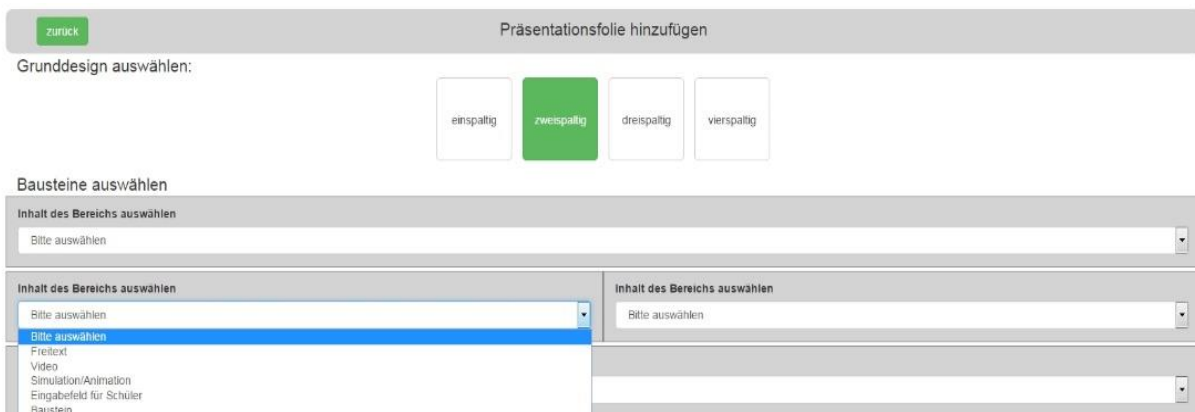 zurück
Präsentationsfolie hinzufügen
Grunddesign auswählen:
einspaltig
zweispaltig
dreispaltig
vierspaltig
Bausteine auswählen
Inhalt des Bereichs auswählen
Bitte auswählen
Inhalt des Bereichs auswählen
Inhalt des Bereichs auswählen
Bitte auswählen
Bitte auswählen
Bitte auswählen
Freitext
Video
Simulation/Animation
Eingabefeld für Schüler
Baustein